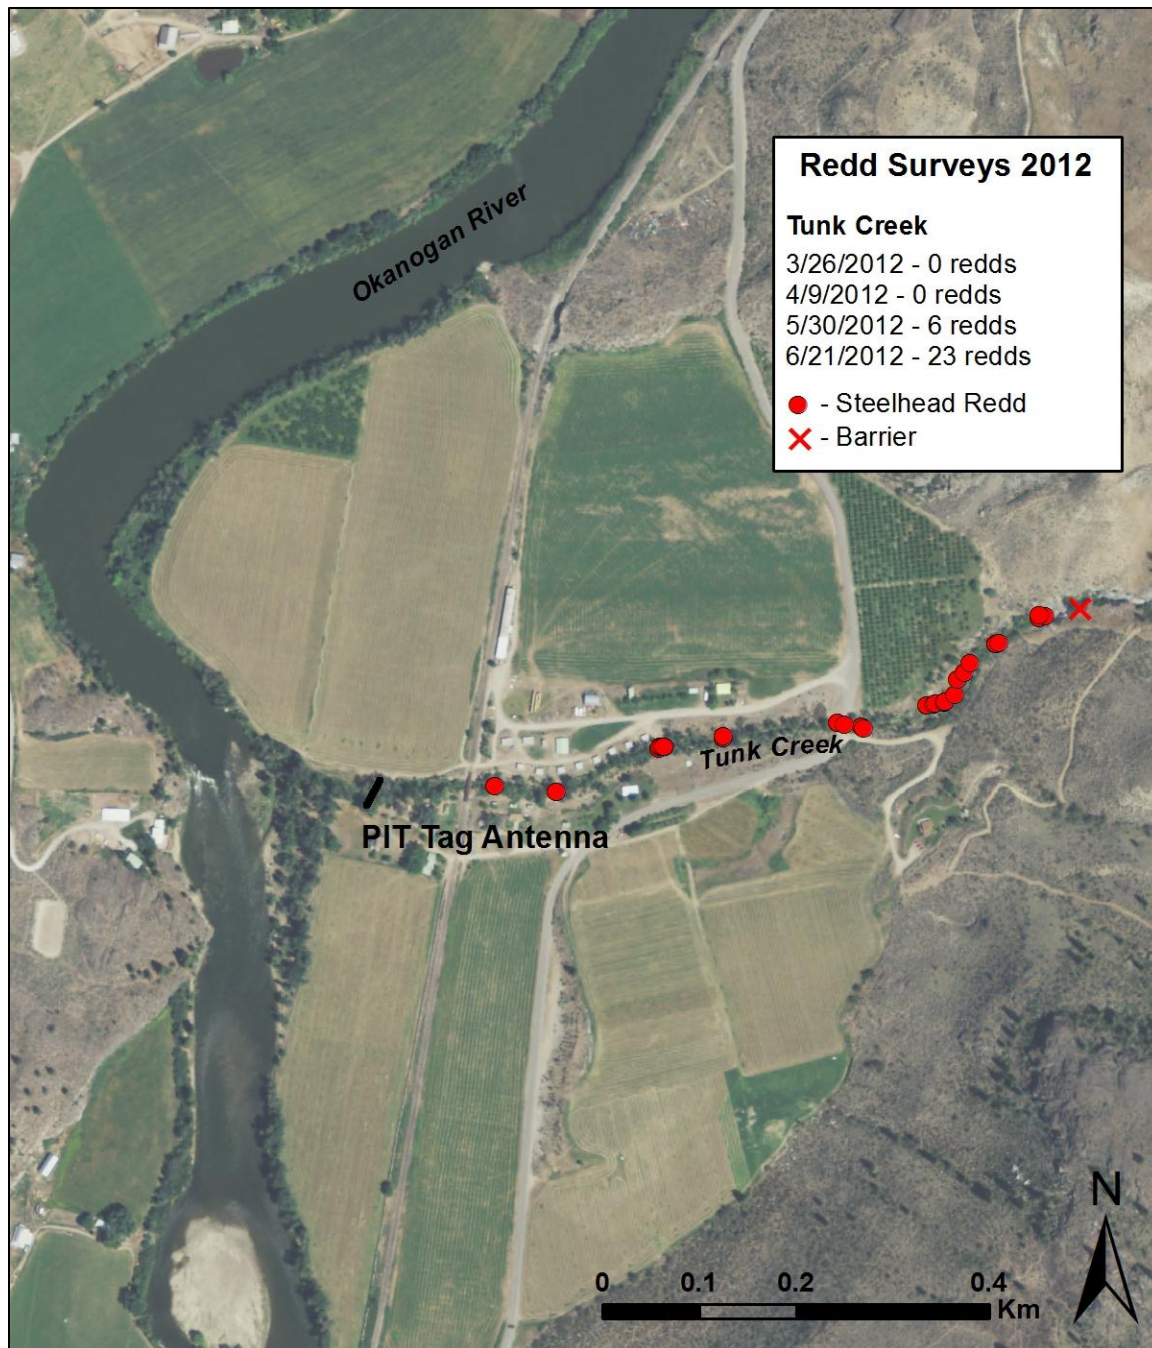 Redd Surveys 2012
Tunk Creek
3/26/2012 - 0 redds
4/9/2012 - 0 redds
5/30/2012 - 6 redds
6/21/2012 - 23 redds
- Steelhead Redd
- Barrier
Okanogan River
Tunk Creek
PIT Tag Antenna
N
0 0.1 0.2 0.4
Km